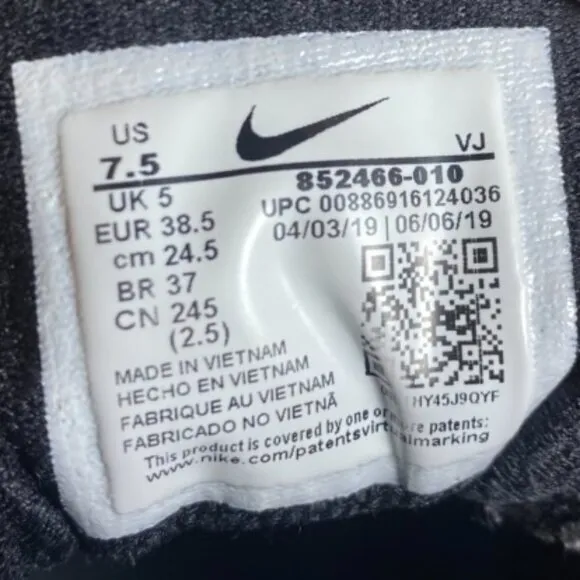 US
7.5
VJ
852466-010
UPC 00886916124036
04/03/19 | 06/06/19
UK 5
EUR 38.5
cm 24.5
BR 37
CN 245
(2.5)
HY45J9QYF
MADE IN VIETNAM
HECHO EN VIETNAM
FABRIQUE AU VIETNAM
FABRICADO NO VIETNÃ
This product is covered by one or more patents:
www.nike.com/patentsvirtualmarking